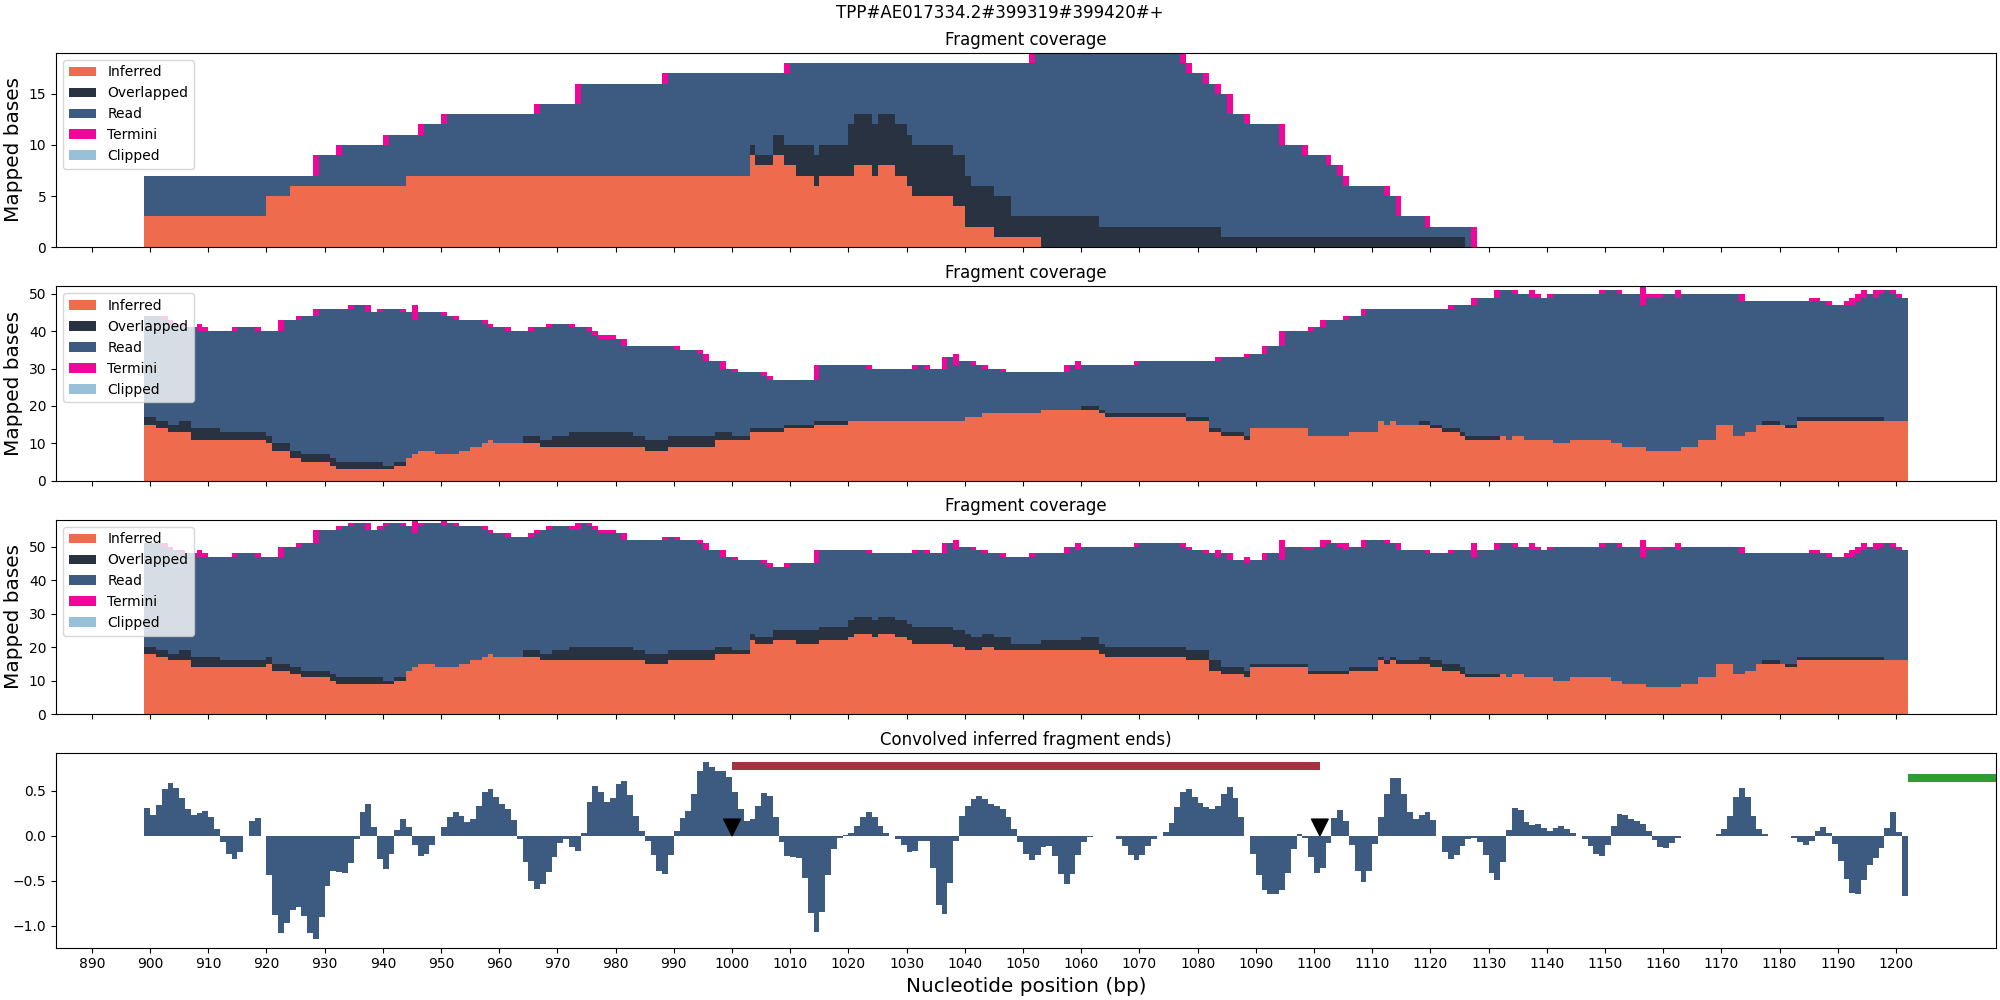 TPP#AE017334.2#399319#399420#+
Fragment coverage
Mapped bases
15
10
5
0
Inferred
Overlapped
Read
Termini
Clipped
Fragment coverage
Mapped bases
50
40
30
20
10
0
Inferred
Overlapped
Read
Termini
Clipped
Fragment coverage
Mapped bases
50
40
30
20
10
0
Inferred
Overlapped
Read
Termini
Clipped
Convolved inferred fragment ends)
0.5
0.0
−0.5
−1.0
890 900 910 920 930 940 950 960 970 980 990 1000 1010 1020 1030 1040 1050 1060 1070 1080 1090 1100 1110 1120 1130 1140 1150 1160 1170 1180 1190 1200
Nucleotide position (bp)